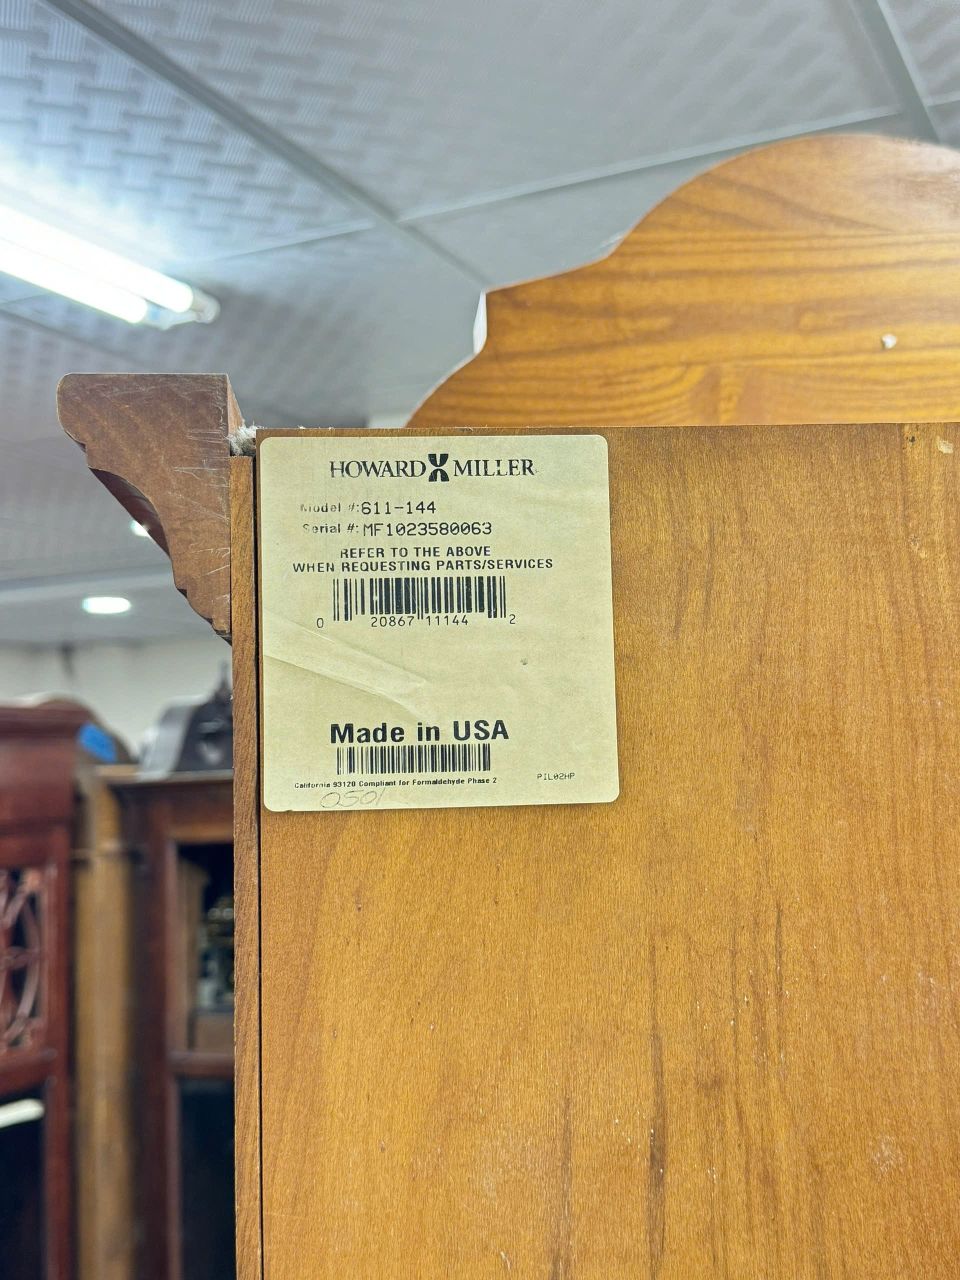 HOWARD MILLER
Model #:611-144
Serial #:MF1023580063
REFER TO THE ABOVE
WHEN REQUESTING PARTS/SERVICES
0 20867 11144 2
Made in USA
California 93120 Compliant for Formaldehyde Phase 2
PIL02HP
0501